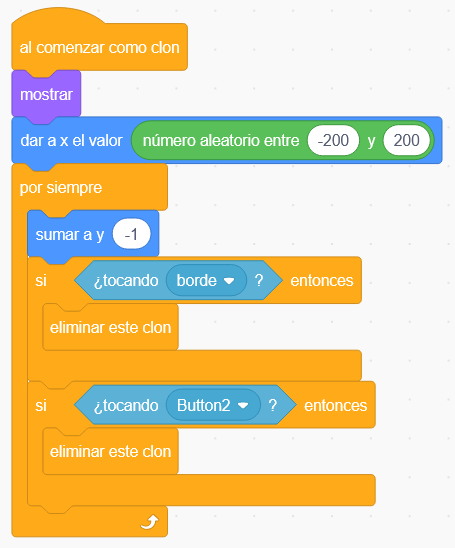 al comenzar como clon
mostrar
dar a x el valor número aleatorio entre -200 y 200
por siempre
sumar a y -1
si ¿tocando borde ? entonces
eliminar este clon
si ¿tocando Button2 ? entonces
eliminar este clon